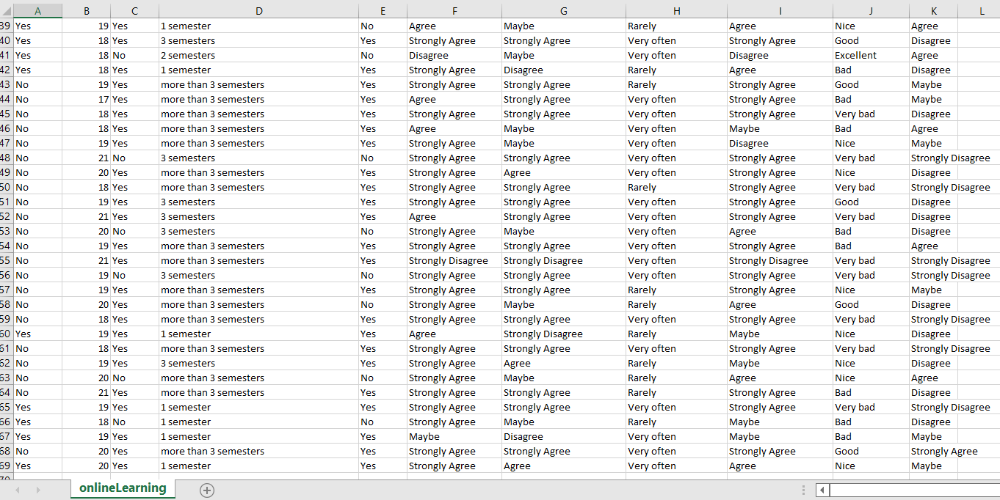 A B C D E F G H I J K L
39 Yes 19 Yes 1 semester No Agree Maybe Rarely Agree Nice Agree
40 Yes 18 Yes 3 semesters Yes Strongly Agree Strongly Agree Very often Strongly Agree Good Disagree
41 Yes 18 No 2 semesters No Disagree Maybe Very often Disagree Excellent Agree
42 Yes 18 Yes 1 semester Yes Strongly Agree Disagree Rarely Agree Bad Disagree
43 No 19 Yes more than 3 semesters Yes Strongly Agree Strongly Agree Rarely Strongly Agree Good Maybe
44 No 17 Yes more than 3 semesters Yes Agree Strongly Agree Very often Strongly Agree Bad Maybe
45 No 18 Yes more than 3 semesters Yes Strongly Agree Strongly Agree Very often Strongly Agree Very bad Disagree
46 No 18 Yes more than 3 semesters Yes Agree Maybe Very often Maybe Bad Agree
47 No 19 Yes more than 3 semesters Yes Strongly Agree Maybe Very often Disagree Nice Maybe
48 No 21 No 3 semesters No Strongly Agree Strongly Agree Very often Strongly Agree Very bad Strongly Disagree
49 No 20 Yes more than 3 semesters Yes Strongly Agree Agree Very often Strongly Agree Nice Disagree
50 No 18 Yes more than 3 semesters Yes Strongly Agree Strongly Agree Rarely Strongly Agree Very bad Strongly Disagree
51 No 19 Yes 3 semesters Yes Strongly Agree Strongly Agree Very often Strongly Agree Good Disagree
52 No 21 Yes 3 semesters Yes Agree Strongly Agree Very often Strongly Agree Very bad Disagree
53 No 20 No 3 semesters No Strongly Agree Maybe Very often Agree Bad Disagree
54 No 19 Yes more than 3 semesters Yes Strongly Agree Strongly Agree Very often Strongly Agree Bad Agree
55 No 21 Yes more than 3 semesters Yes Strongly Disagree Strongly Disagree Very often Strongly Disagree Very bad Strongly Disagree
56 No 19 No 3 semesters No Strongly Agree Strongly Agree Very often Strongly Agree Very bad Strongly Disagree
57 No 19 Yes more than 3 semesters Yes Strongly Agree Strongly Agree Rarely Strongly Agree Nice Maybe
58 No 20 Yes more than 3 semesters No Strongly Agree Maybe Rarely Agree Good Disagree
59 No 18 Yes more than 3 semesters Yes Strongly Agree Strongly Agree Very often Strongly Agree Very bad Strongly Disagree
60 Yes 19 Yes 1 semester Yes Agree Strongly Disagree Rarely Maybe Nice Disagree
61 No 18 Yes more than 3 semesters Yes Strongly Agree Strongly Agree Very often Strongly Agree Very bad Strongly Disagree
62 No 19 Yes 3 semesters Yes Strongly Agree Agree Rarely Maybe Nice Disagree
63 No 20 No more than 3 semesters No Strongly Agree Maybe Rarely Agree Nice Agree
64 No 21 Yes more than 3 semesters Yes Strongly Agree Strongly Agree Rarely Strongly Agree Bad Disagree
65 Yes 19 Yes 1 semester Yes Strongly Agree Strongly Agree Very often Strongly Agree Very bad Strongly Disagree
66 Yes 18 No 1 semester No Strongly Agree Maybe Rarely Maybe Bad Disagree
67 Yes 19 Yes 1 semester Yes Maybe Disagree Very often Maybe Bad Maybe
68 No 20 Yes more than 3 semesters Yes Strongly Agree Strongly Agree Very often Strongly Agree Good Strongly Agree
69 Yes 20 Yes 1 semester Yes Strongly Agree Agree Very often Agree Nice Maybe
onlineLearning